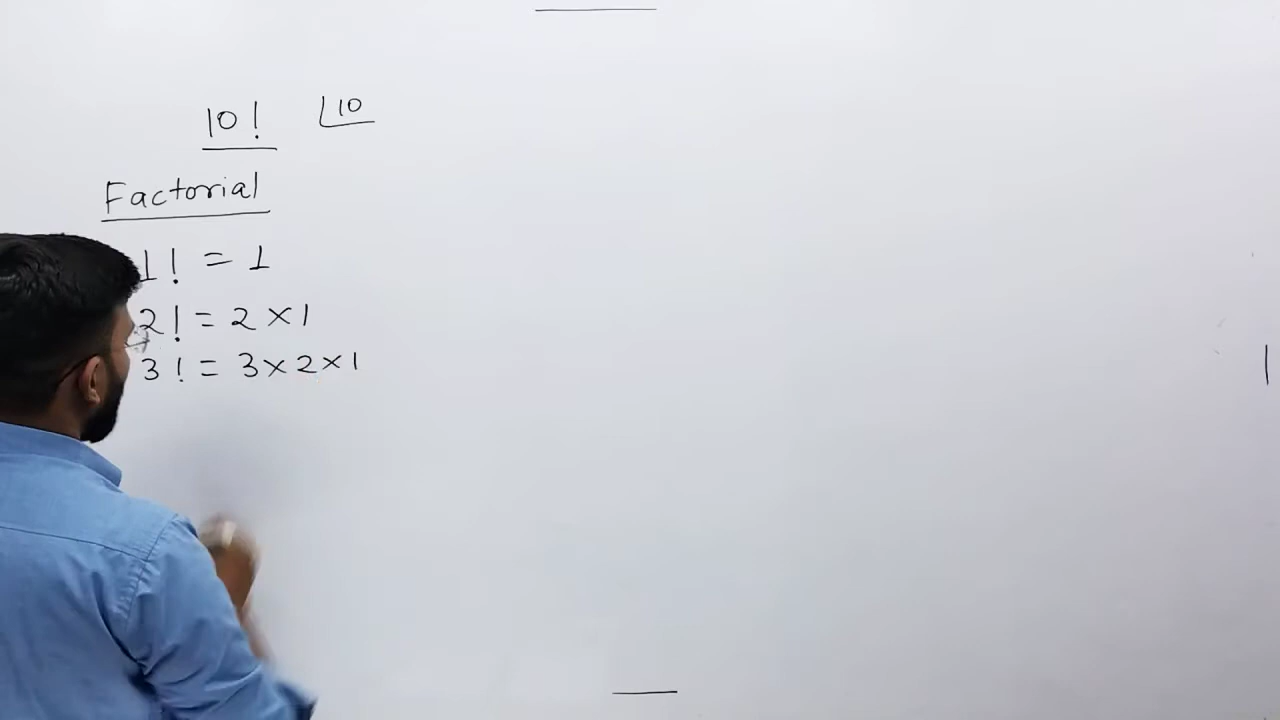 10! |10
Factorial
1! = 1
2! = 2 × 1
3! = 3 × 2 × 1